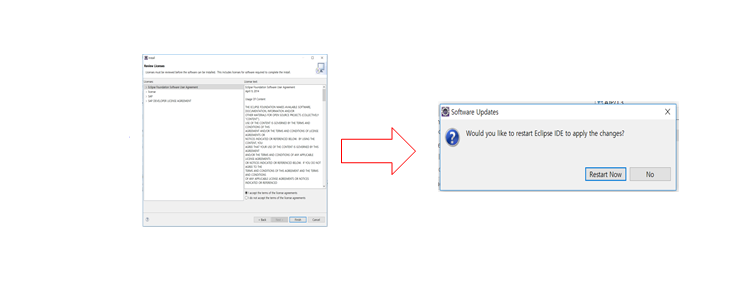 Install
Review Licenses
Licenses must be reviewed before the software can be installed. This includes licenses for software required to complete the install.
Licenses:
License text:
Eclipse Foundation Software User Agreement
SAP
SAP DEVELOPER LICENSE AGREEMENT
Eclipse Foundation Software User Agreement
Usage Of Content
THE ECLIPSE FOUNDATION MAKES AVAILABLE SOFTWARE,
DOCUMENTATION, INFORMATION AND/OR
OTHER MATERIALS FOR OPEN SOURCE PROJECTS (COLLECTIVELY
"CONTENT").
USE OF THE CONTENT IS GOVERNED BY THE TERMS AND
CONDITIONS OF THIS
AGREEMENT AND/OR THE TERMS AND CONDITIONS OF LICENSE
AGREEMENTS OR
NOTICES INDICATED OR REFERENCED BELOW. BY USING THE
CONTENT, YOU
AGREE THAT YOUR USE OF THE CONTENT IS GOVERNED BY THIS
AGREEMENT
AND/OR THE TERMS AND CONDITIONS OF ANY APPLICABLE
LICENSE AGREEMENTS
OR NOTICES INDICATED OR REFERENCED BELOW. IF YOU DO NOT
AGREE TO THE
TERMS AND CONDITIONS OF THIS AGREEMENT AND THE TERMS
AND CONDITIONS
OF ANY APPLICABLE LICENSE AGREEMENTS OR NOTICES
INDICATED OR REFERENCED
I accept the terms of the license agreements
I do not accept the terms of the license agreements
< Back
Finish
Cancel
Software Updates
Would you like to restart Eclipse IDE to apply the changes?
Restart Now
No